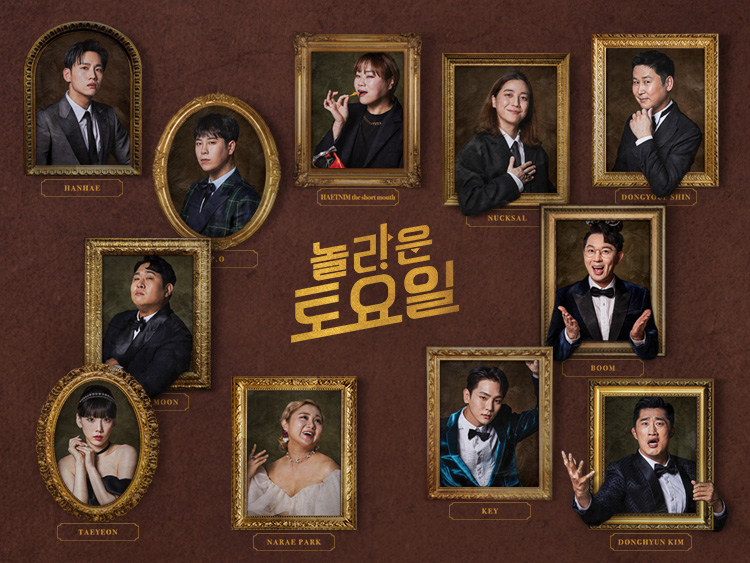 HANHAE
P.O
HAETNIM the short mouth
NUCKSAL
DONGYOUP SHIN
놀라운
토요일
MOON
BOOM
TAEYEON
NARAE PARK
KEY
DONGHYUN KIM